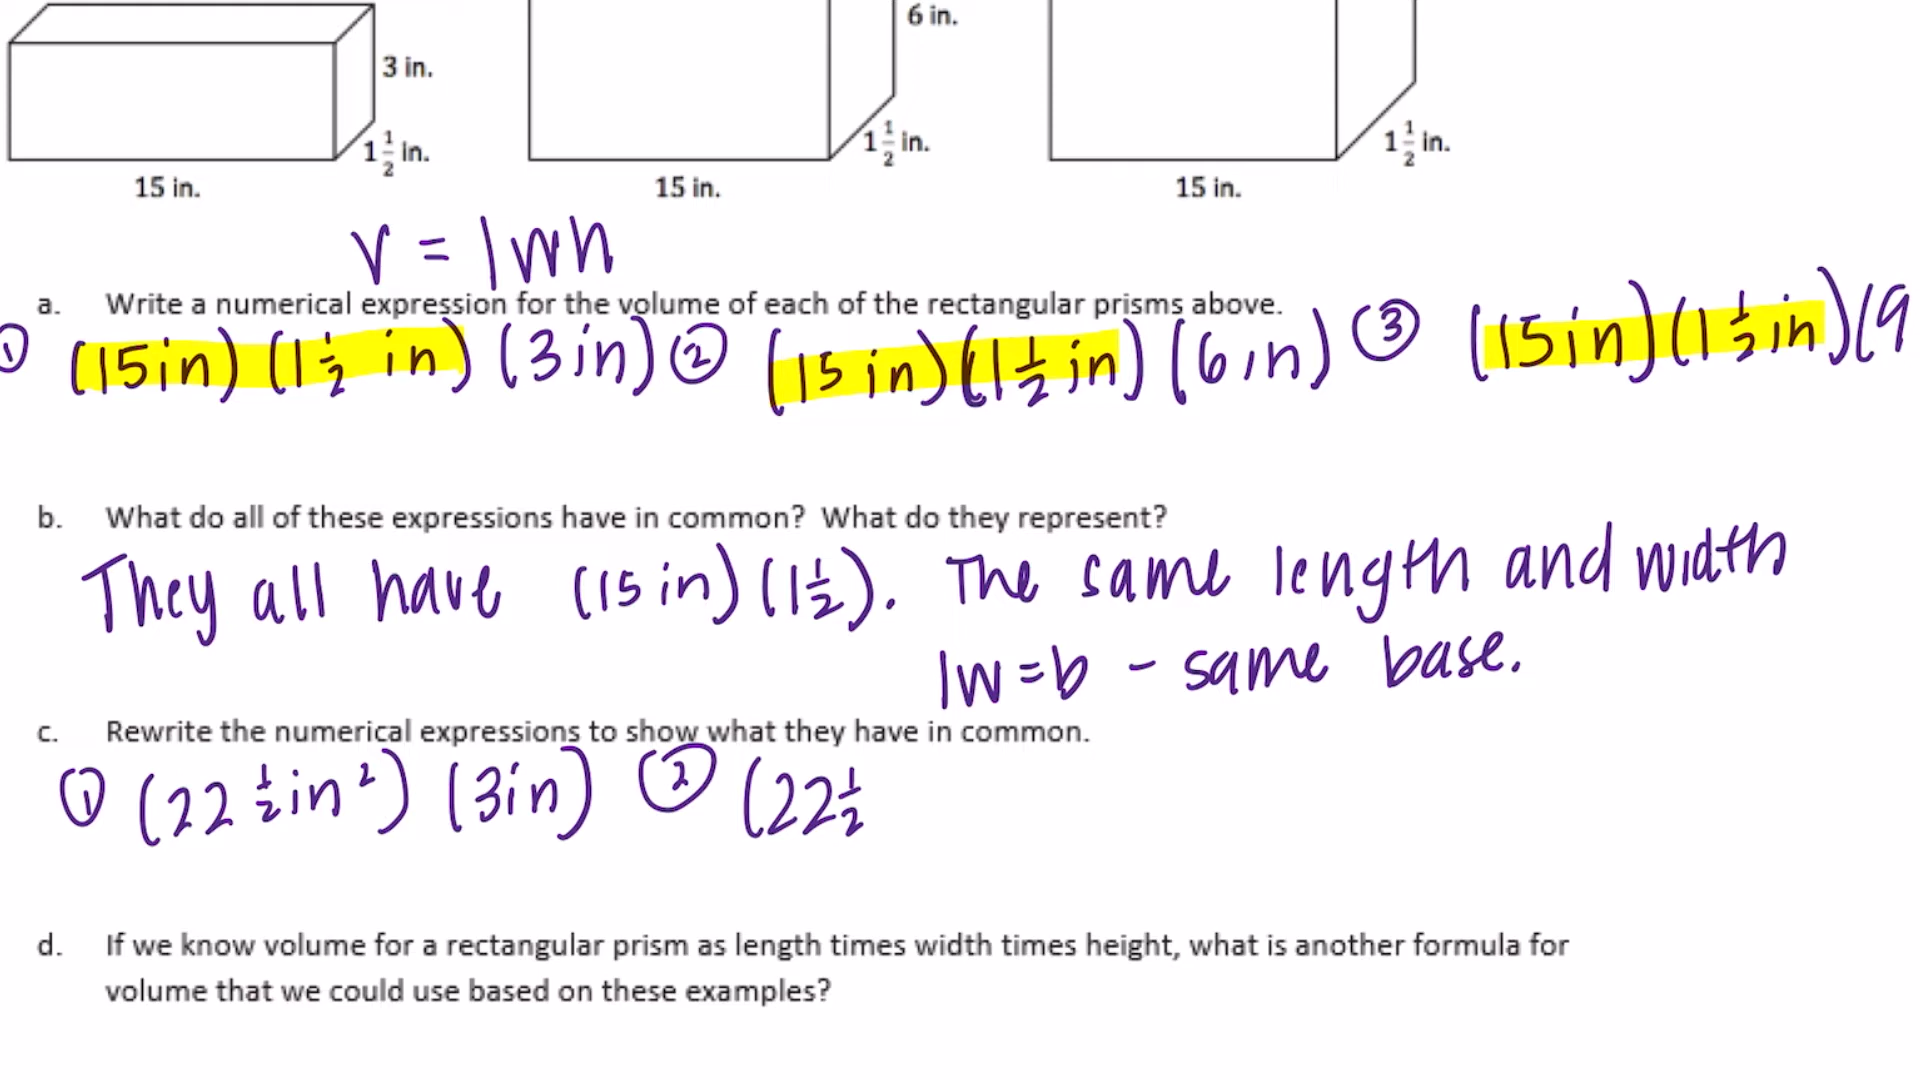 3 in.
1 1/2 in.
15 in.
6 in.
1 1/2 in.
15 in.
1 1/2 in.
15 in.
V = lwh
a. Write a numerical expression for the volume of each of the rectangular prisms above.
① (15in) (1 1/2 in) (3in) ② (15 in)(1 1/2 in) (6in) ③ (15in)(1 1/2 in)(9
b. What do all of these expressions have in common? What do they represent?
They all have (15 in) (1 1/2). The same length and width
lw = b - same base.
c. Rewrite the numerical expressions to show what they have in common.
① (22 1/2 in²) (3in) ② (22 1/2
d. If we know volume for a rectangular prism as length times width times height, what is another formula for
volume that we could use based on these examples?